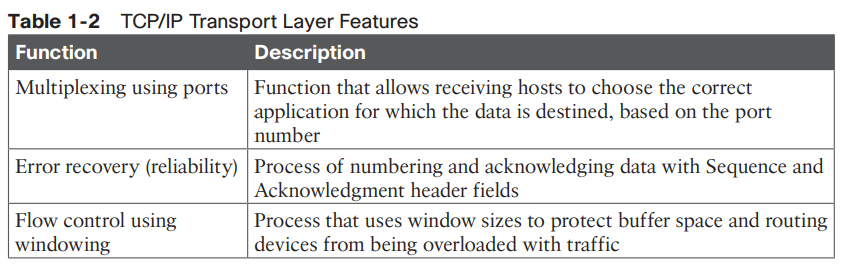 Table 1-2 TCP/IP Transport Layer Features
Function Description
Multiplexing using ports Function that allows receiving hosts to choose the correct
application for which the data is destined, based on the port
number
Error recovery (reliability) Process of numbering and acknowledging data with Sequence and
Acknowledgment header fields
Flow control using Process that uses window sizes to protect buffer space and routing
windowing devices from being overloaded with traffic